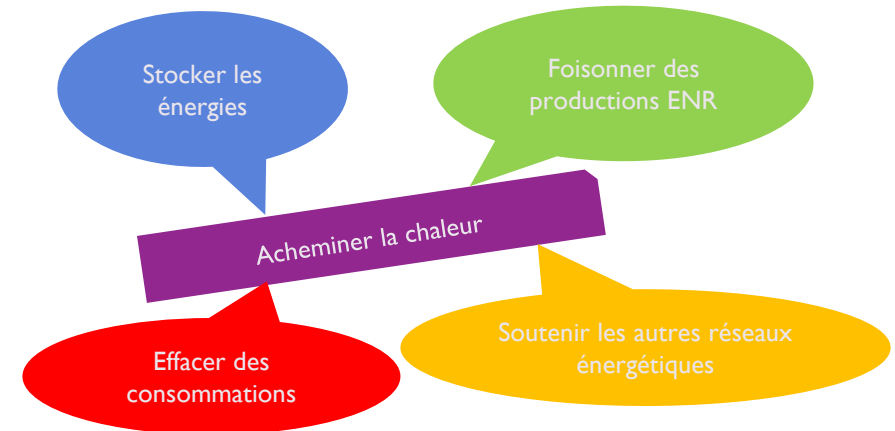 Stocker les
énergies
Foisonner des
productions ENR
Acheminer la chaleur
Effacer des
consommations
Soutenir les autres réseaux
énergétiques